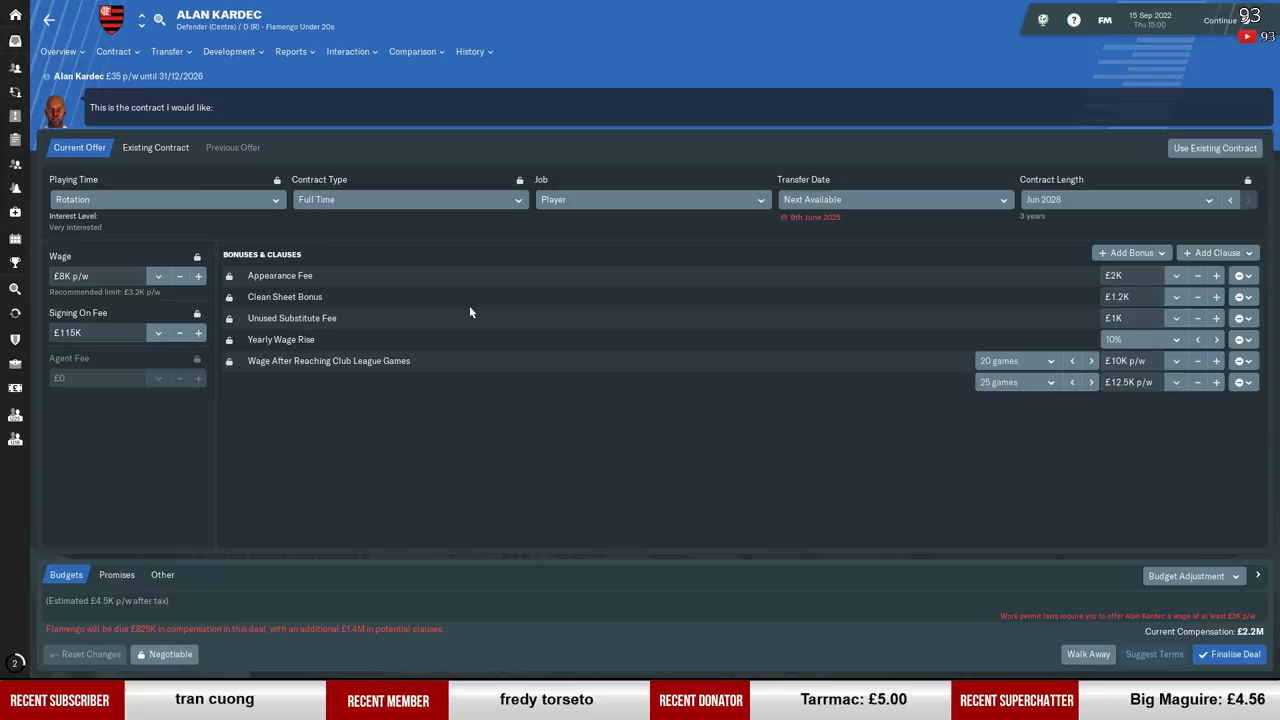 ALAN KARDEC
Defender (Centre) / D (R) - Flamengo Under 20s
FM
15 Sep 2022
Thu 15:00
Continue
93
93
Overview
Contract
Transfer
Development
Reports
Interaction
Comparison
History
Alan Kardec £35 p/w until 31/12/2026
This is the contract I would like:
Current Offer
Existing Contract
Previous Offer
Use Existing Contract
Playing Time
Contract Type
Job
Transfer Date
Contract Length
Rotation
Full Time
Player
Next Available
Jun 2028
Interest Level:
Very Interested
9th June 2025
3 years
Wage
£8K p/w
Recommended limit: £3.2K p/w
Signing On Fee
£115K
Agent Fee
£0
BONUSES & CLAUSES
Add Bonus
Add Clause
Appearance Fee
£2K
Clean Sheet Bonus
£1.2K
Unused Substitute Fee
£1K
Yearly Wage Rise
10%
Wage After Reaching Club League Games
20 games
£10K p/w
25 games
£12.5K p/w
Budgets
Promises
Other
Budget Adjustment
(Estimated £4.5K p/w after tax)
Work permit laws require you to offer Alan Kardec a wage of at least £3K p/w.
Flamengo will be due £825K in compensation in this deal, with an additional £1.4M in potential clauses.
Current Compensation: £2.2M
Reset Changes
Negotiable
Walk Away
Suggest Terms
Finalise Deal
2
RECENT SUBSCRIBER
tran cuong
RECENT MEMBER
fredy torseto
RECENT DONATOR
Tarrmac: £5.00
RECENT SUPERCHATTER
Big Maguire: £4.56